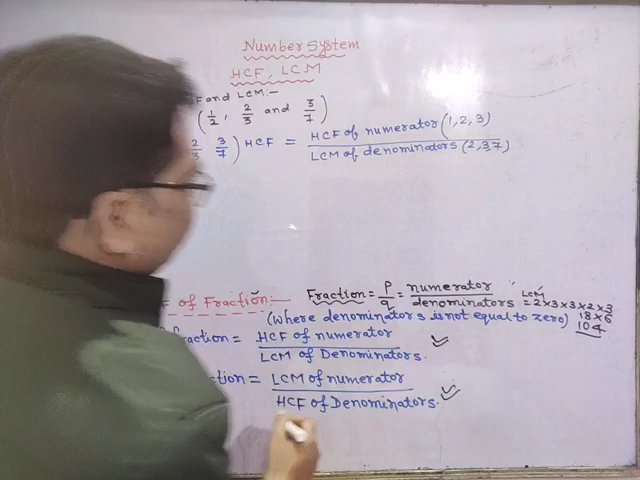 Number System
HCF, LCM
F and LCM:-
(1/2, 2/3 and 3/7)
2/3 3/7) HCF = HCF of numerator (1,2,3) / LCM of denominators (2,3,7)
of Fraction:- Fraction = P/q = numerator/denominators
LCM
= 2×3×3×2×3
(where denominators is not equal to zero) 18×6
104
fraction = HCF of numerator / LCM of Denominators.
ction = LCM of numerator / HCF of Denominators.